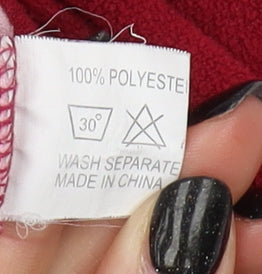 100% POLYESTE
30°
WASH SEPARATE
MADE IN CHINA